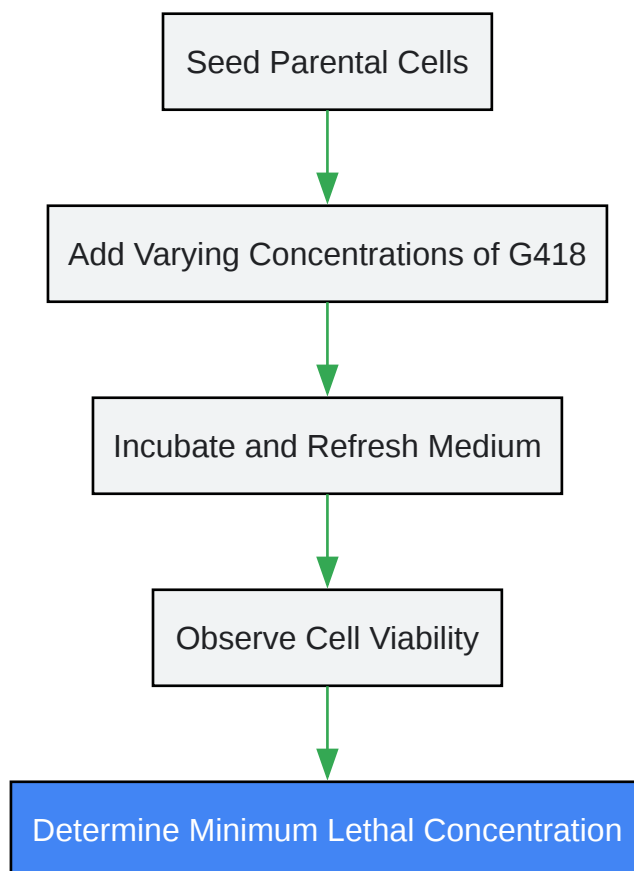 Seed Parental Cells
Add Varying Concentrations of G418
Incubate and Refresh Medium
Observe Cell Viability
Determine Minimum Lethal Concentration